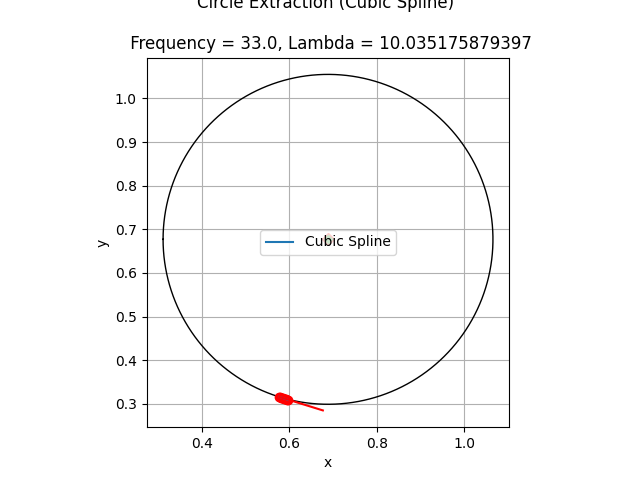 Circle Extraction (Cubic Spline)
Frequency = 33.0, Lambda = 10.035175879397
1.0
0.9
0.8
0.7
0.6
0.5
0.4
0.3
y
Cubic Spline
0.4 0.6 0.8 1.0
x